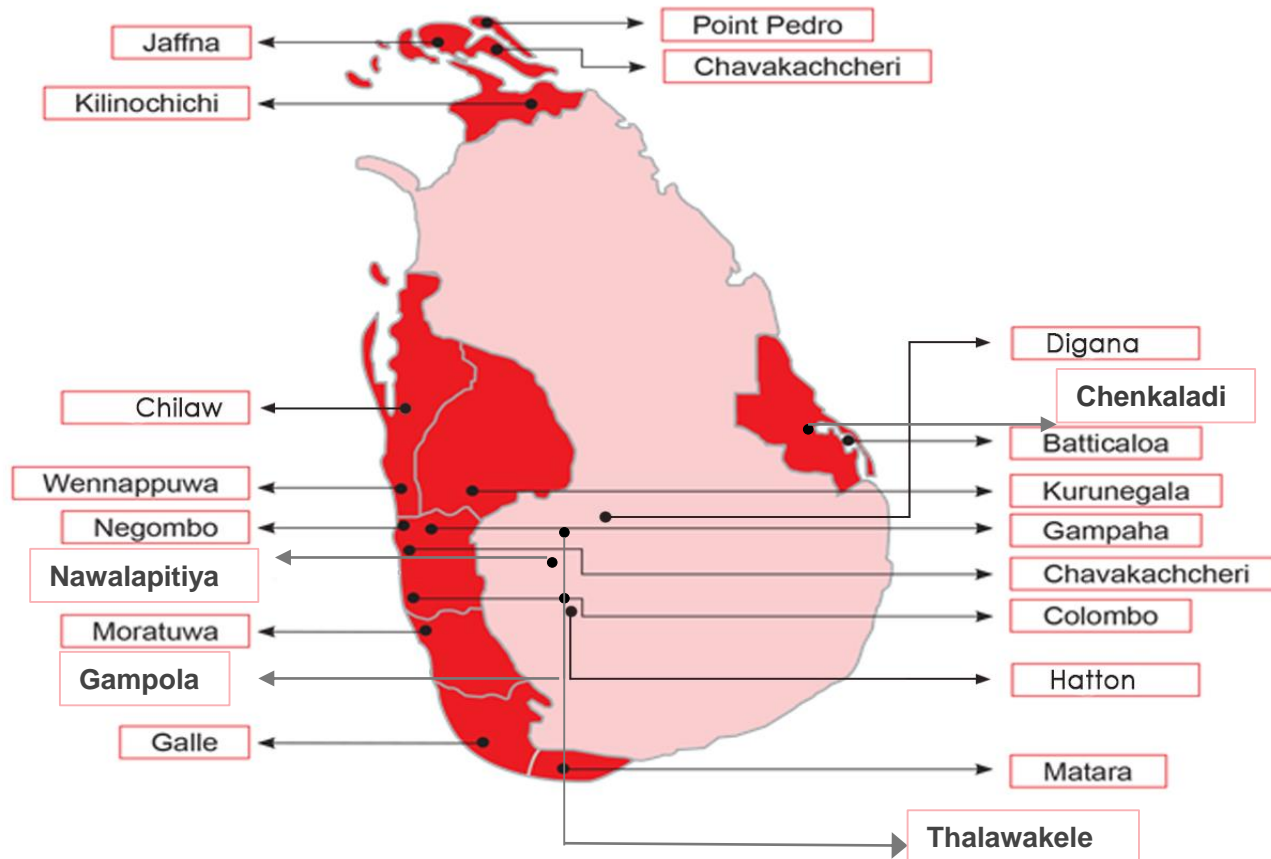 Point Pedro
Jaffna
Chavakachcheri
Kilinochichi
Digana
Chenkaladi
Chilaw
Batticaloa
Wennappuwa
Kurunegala
Negombo
Gampaha
Nawalapitiya
Chavakachcheri
Colombo
Moratuwa
Gampola
Hatton
Galle
Matara
Thalawakele